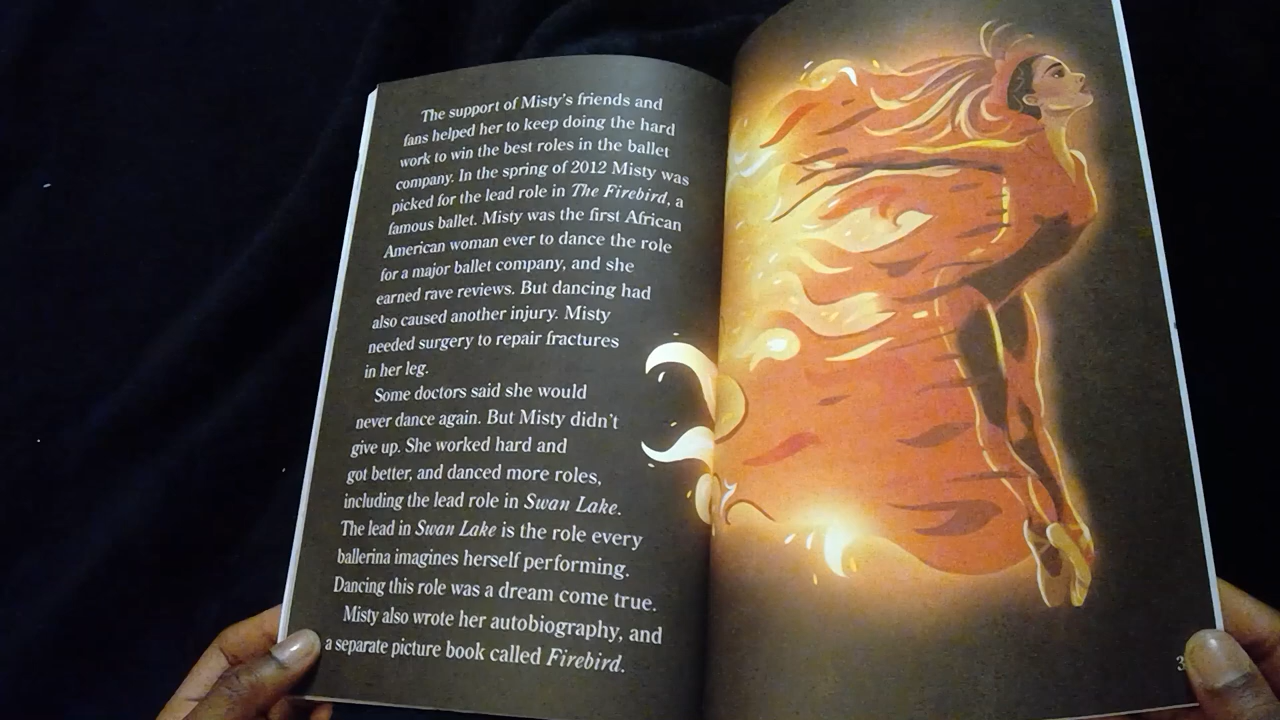 The support of Misty's friends and
fans helped her to keep doing the hard
work to win the best roles in the ballet
company. In the spring of 2012 Misty was
picked for the lead role in The Firebird, a
famous ballet. Misty was the first African
American woman ever to dance the role
for a major ballet company, and she
earned rave reviews. But dancing had
also caused another injury. Misty
needed surgery to repair fractures
in her leg.
Some doctors said she would
never dance again. But Misty didn't
give up. She worked hard and
got better, and danced more roles,
including the lead role in Swan Lake.
The lead in Swan Lake is the role every
ballerina imagines herself performing.
Dancing this role was a dream come true.
Misty also wrote her autobiography, and
a separate picture book called Firebird.